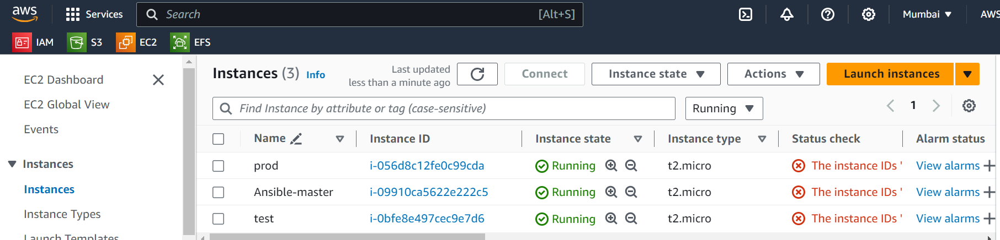 aws Services Search [Alt+S] Mumbai AWS
IAM S3 EC2 EFS
EC2 Dashboard
EC2 Global View
Events
Instances
Instances
Instance Types
Launch Templates
Instances (3) Info Last updated less than a minute ago Connect Instance state Actions Launch instances
Find Instance by attribute or tag (case-sensitive) Running 1
Name Instance ID Instance state Instance type Status check Alarm status
prod i-056d8c12fe0c99cda Running t2.micro The instance IDs ' View alarms
Ansible-master i-09910ca5622e222c5 Running t2.micro The instance IDs ' View alarms
test i-0bfe8e497cec9e7d6 Running t2.micro The instance IDs ' View alarms